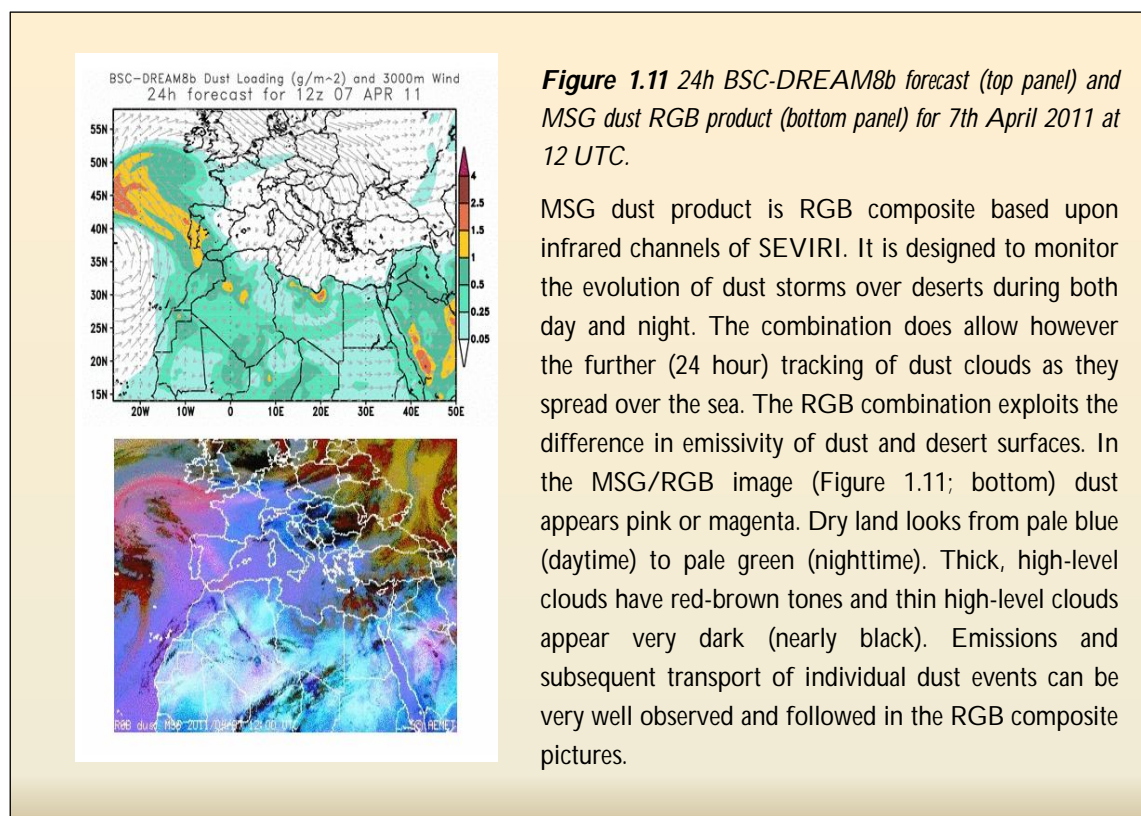 BSC-DREAM8b Dust Loading (g/m^2) and 3000m Wind
24h forecast for 12z 07 APR 11
55N
50N
45N
40N
35N
30N
25N
20N
15N
20W 10W 0 10E 20E 30E 40E 50E
4
2.5
1.5
1
0.5
0.25
0.05
RGB dust MSG 2011/04/07 12:00 UTC © AEMET
Figure 1.11 24h BSC-DREAM8b forecast (top panel) and
MSG dust RGB product (bottom panel) for 7th April 2011 at
12 UTC.
MSG dust product is RGB composite based upon
infrared channels of SEVIRI. It is designed to monitor
the evolution of dust storms over deserts during both
day and night. The combination does allow however
the further (24 hour) tracking of dust clouds as they
spread over the sea. The RGB combination exploits the
difference in emissivity of dust and desert surfaces. In
the MSG/RGB image (Figure 1.11; bottom) dust
appears pink or magenta. Dry land looks from pale blue
(daytime) to pale green (nighttime). Thick, high-level
clouds have red-brown tones and thin high-level clouds
appear very dark (nearly black). Emissions and
subsequent transport of individual dust events can be
very well observed and followed in the RGB composite
pictures.